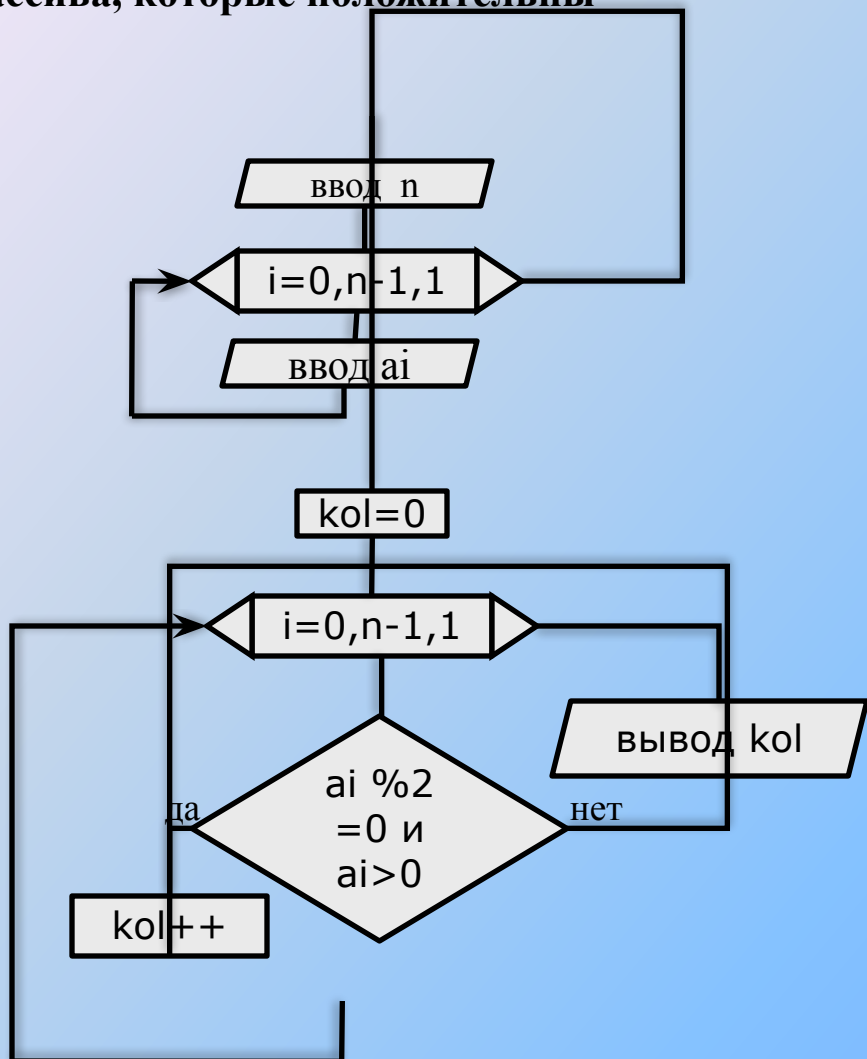 которые положительны
ввод n
i=0,n-1,1
ввод ai
kol=0
i=0,n-1,1
ai %2
=0 и
ai>0
да
нет
вывод kol
kol++